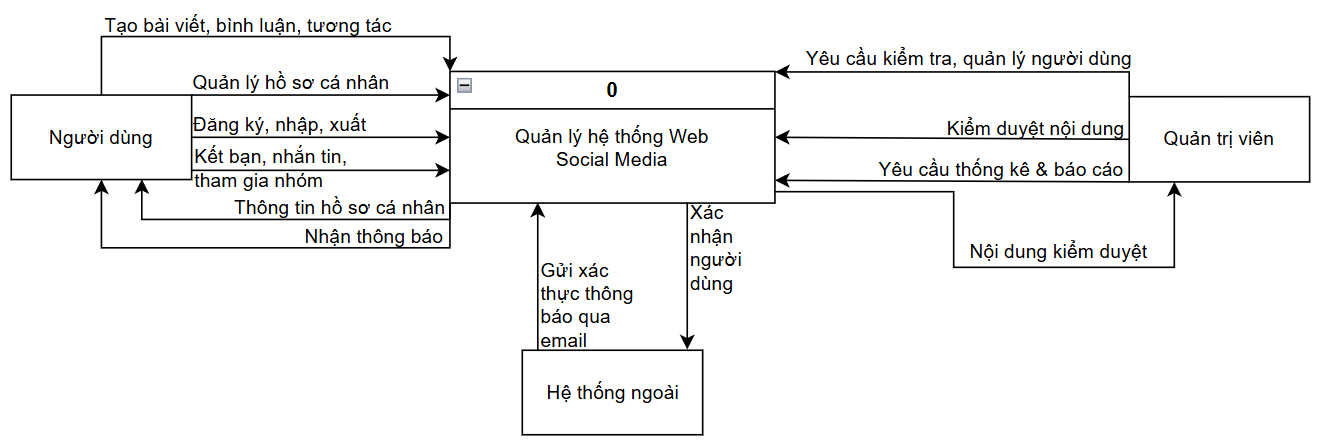 Tạo bài viết, bình luận, tương tác
Yêu cầu kiểm tra, quản lý người dùng
Quản lý hồ sơ cá nhân
0
Người dùng
Đăng ký, nhập, xuất
Quản lý hệ thống Web
Social Media
Kiểm duyệt nội dung
Quản trị viên
Kết bạn, nhắn tin,
tham gia nhóm
Yêu cầu thống kê & báo cáo
Thông tin hồ sơ cá nhân
Nhận thông báo
Xác
nhận
người
dùng
Nội dung kiểm duyệt
Gửi xác
thực thông
báo qua
email
Hệ thống ngoài